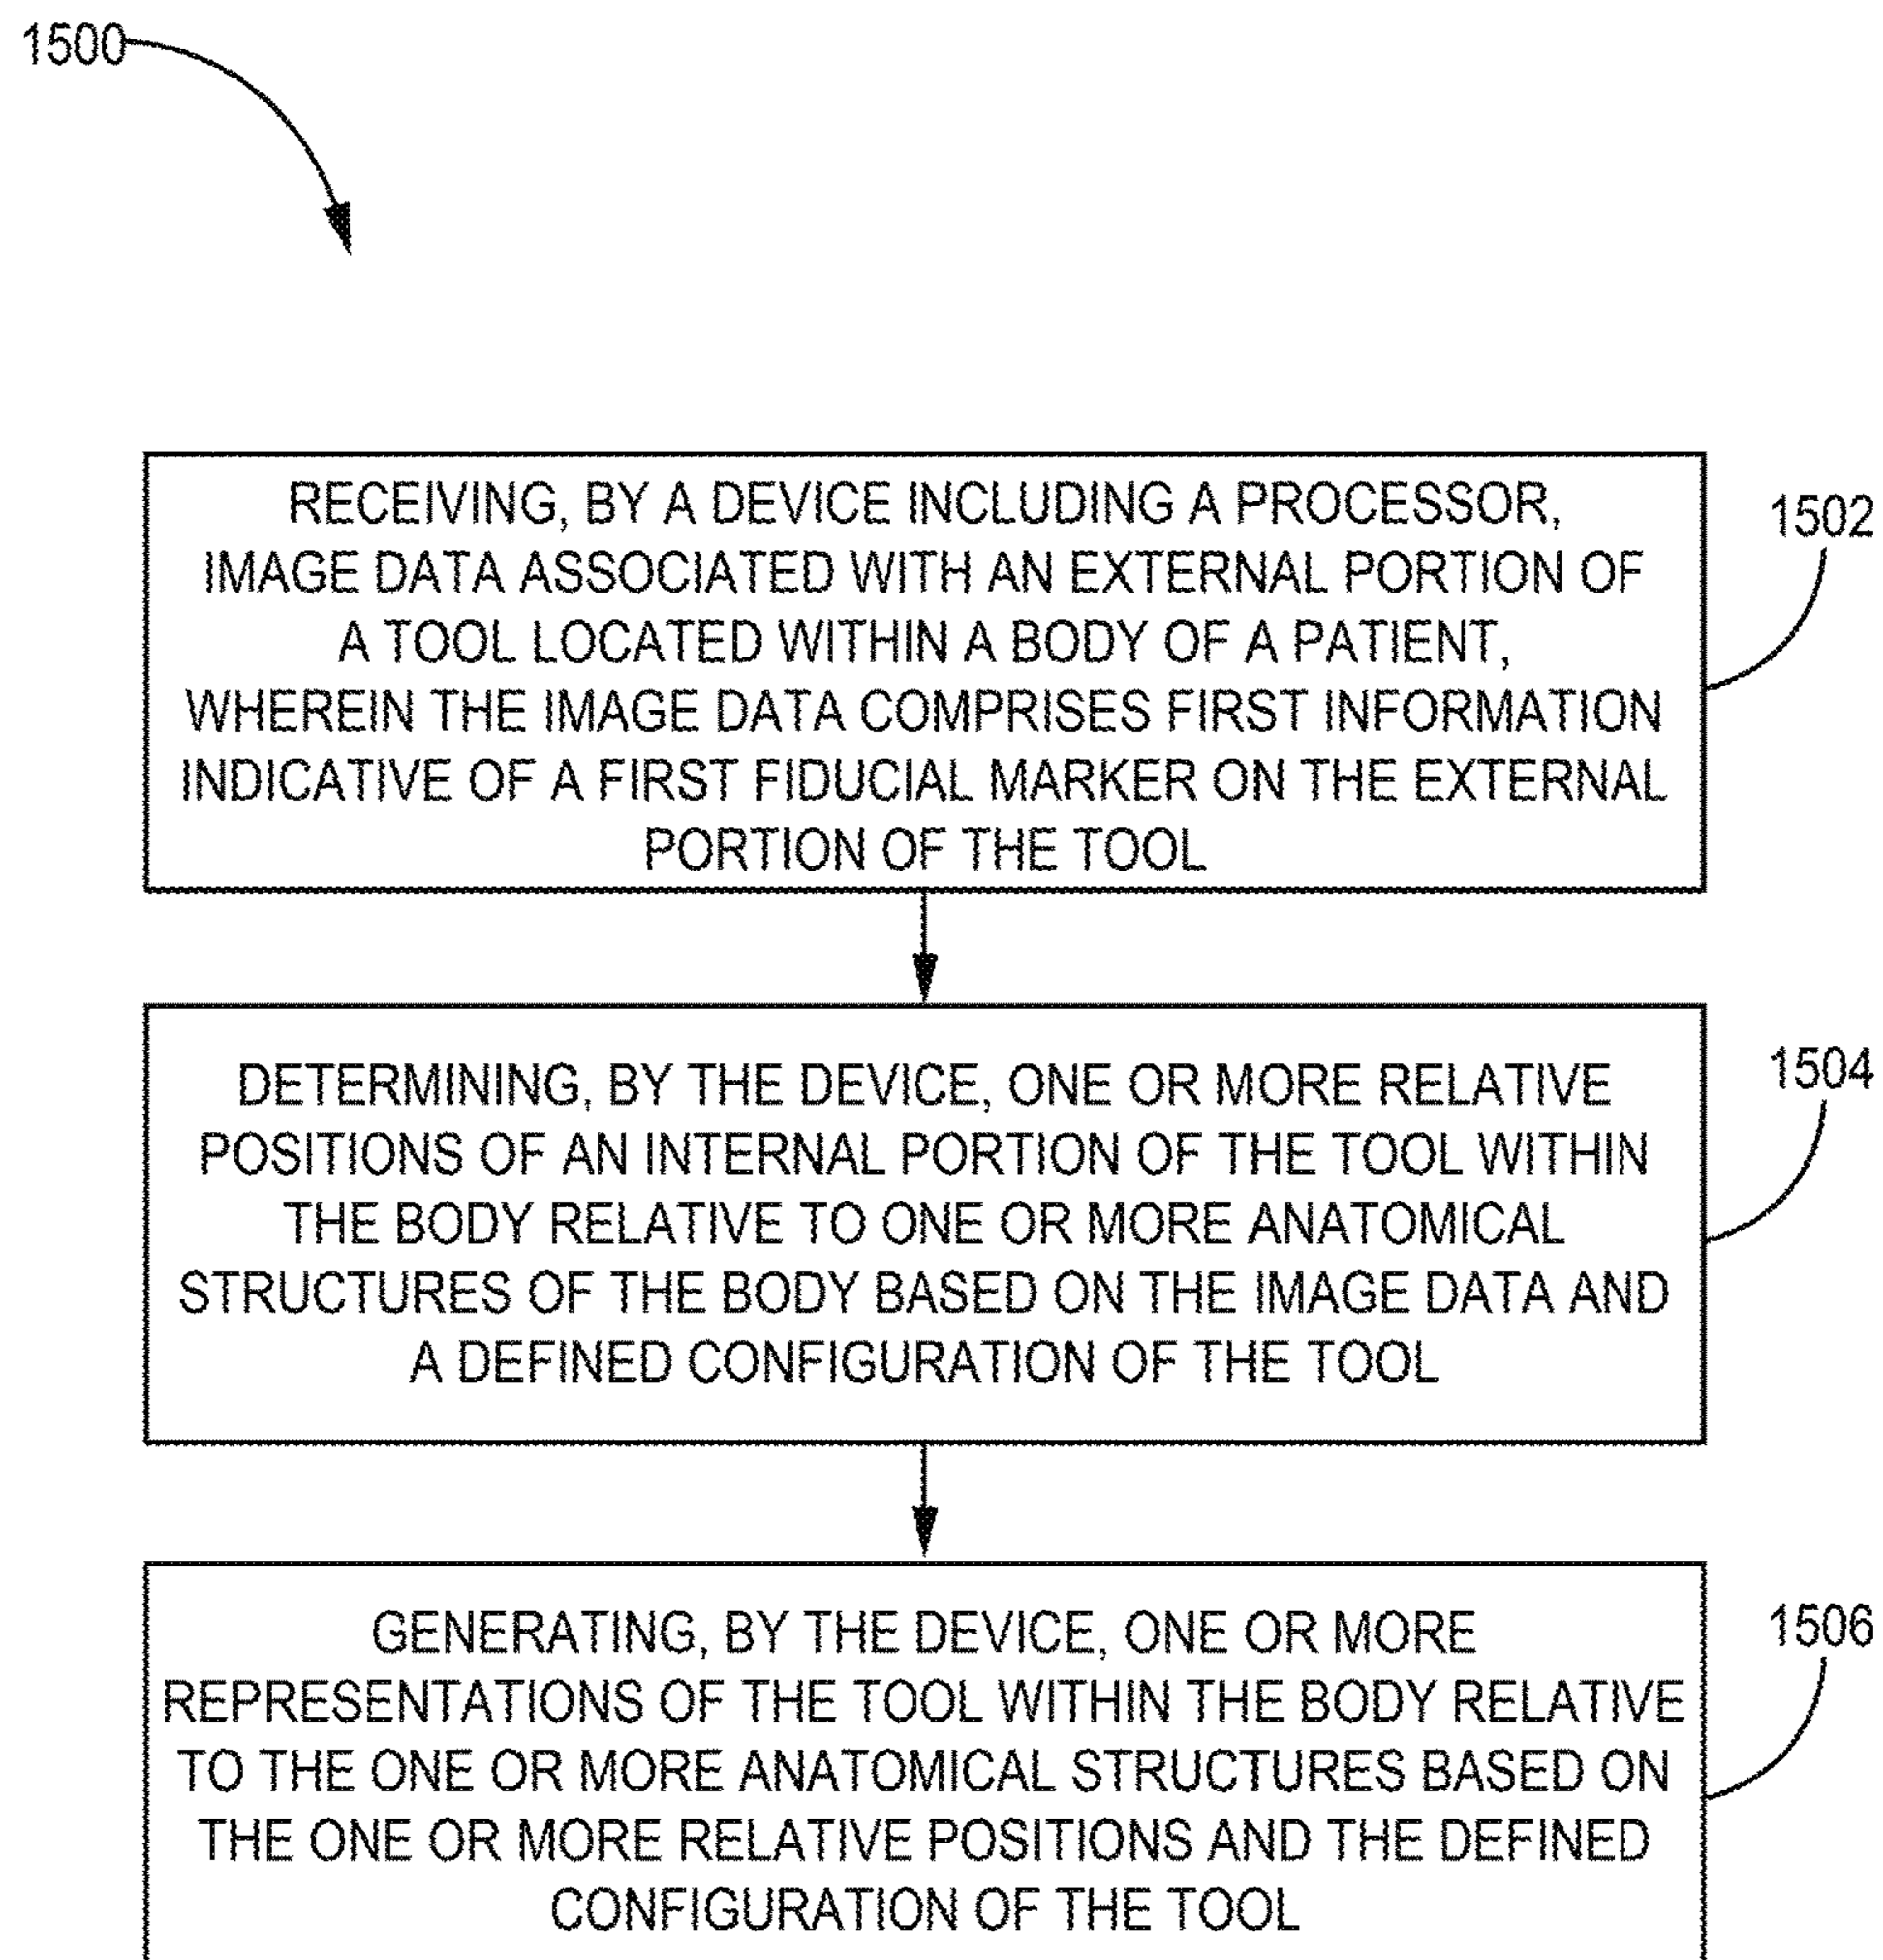 1500
RECEIVING, BY A DEVICE INCLUDING A PROCESSOR,
IMAGE DATA ASSOCIATED WITH AN EXTERNAL PORTION OF
A TOOL LOCATED WITHIN A BODY OF A PATIENT,
WHEREIN THE IMAGE DATA COMPRISES FIRST INFORMATION
INDICATIVE OF A FIRST FIDUCIAL MARKER ON THE EXTERNAL
PORTION OF THE TOOL
1502
DETERMINING, BY THE DEVICE, ONE OR MORE RELATIVE
POSITIONS OF AN INTERNAL PORTION OF THE TOOL WITHIN
THE BODY RELATIVE TO ONE OR MORE ANATOMICAL
STRUCTURES OF THE BODY BASED ON THE IMAGE DATA AND
A DEFINED CONFIGURATION OF THE TOOL
1504
GENERATING, BY THE DEVICE, ONE OR MORE
REPRESENTATIONS OF THE TOOL WITHIN THE BODY RELATIVE
TO THE ONE OR MORE ANATOMICAL STRUCTURES BASED ON
THE ONE OR MORE RELATIVE POSITIONS AND THE DEFINED
CONFIGURATION OF THE TOOL
1506